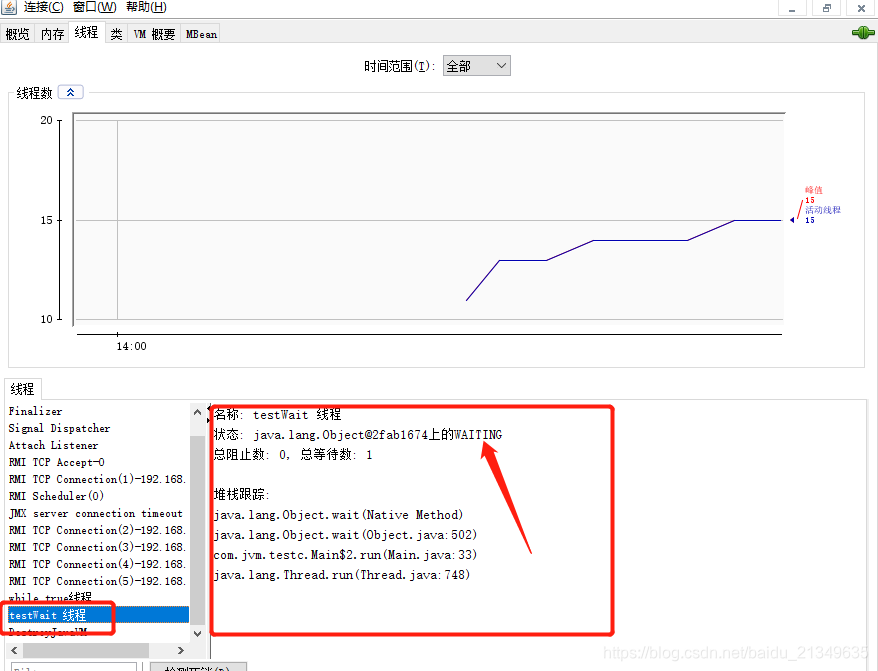 连接(C) 窗口(W) 帮助(H)
概览 内存 线程 类 VM 概要 MBean
时间范围(T): 全部
线程数
20
峰值
15
活动线程
15
15
10
14:00
线程
Finalizer
Signal Dispatcher
Attach Listener
RMI TCP Accept-0
RMI TCP Connection(1)-192.168.
RMI Scheduler(0)
JMX server connection timeout
RMI TCP Connection(2)-192.168.
RMI TCP Connection(3)-192.168.
RMI TCP Connection(4)-192.168.
RMI TCP Connection(5)-192.168.
while true线程
testWait 线程
DestroyJavaVM
名称: testWait 线程
状态: java.lang.Object@2fab1674上的WAITING
总阻止数: 0, 总等待数: 1
堆栈跟踪:
java.lang.Object.wait(Native Method)
java.lang.Object.wait(Object.java:502)
com.jvm.testc.Main$2.run(Main.java:33)
java.lang.Thread.run(Thread.java:748)
https://blog.csdn.net/baidu_21349635